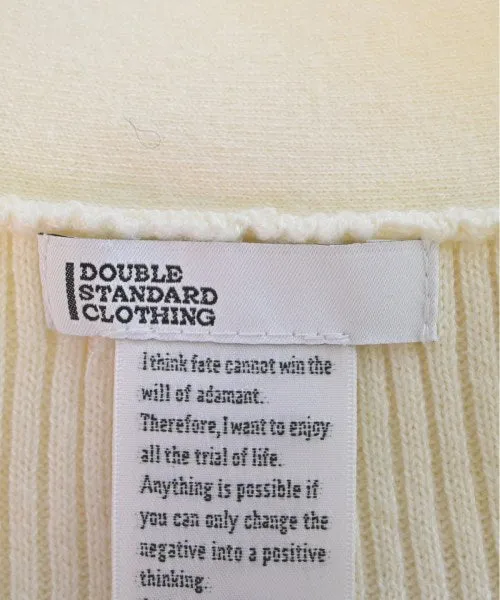 DOUBLE
STANDARD
CLOTHING
I think fate cannot win the
will of adamant.
Therefore, I want to enjoy
all the trial of life.
Anything is possible if
you can only change the
negative into a positive
thinking.